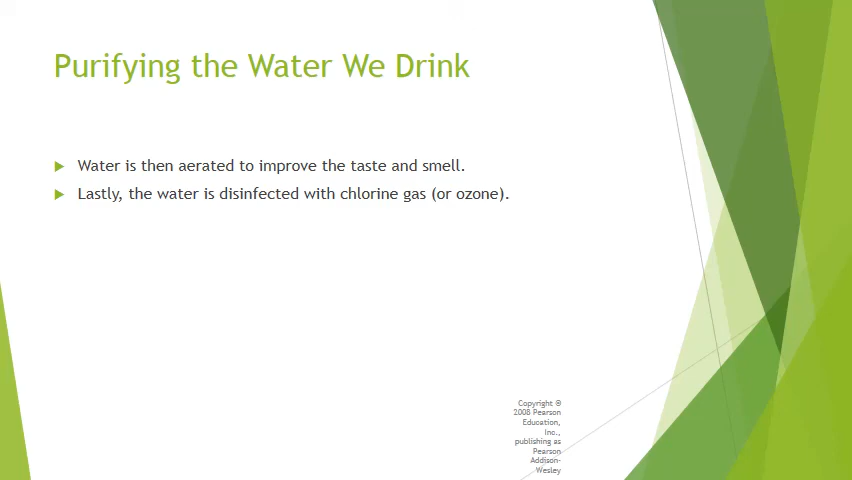 Purifying the Water We Drink
Water is then aerated to improve the taste and smell.
Lastly, the water is disinfected with chlorine gas (or ozone).
Copyright ©
2008 Pearson
Education,
Inc.,
publishing as
Pearson
Addison-
Wesley